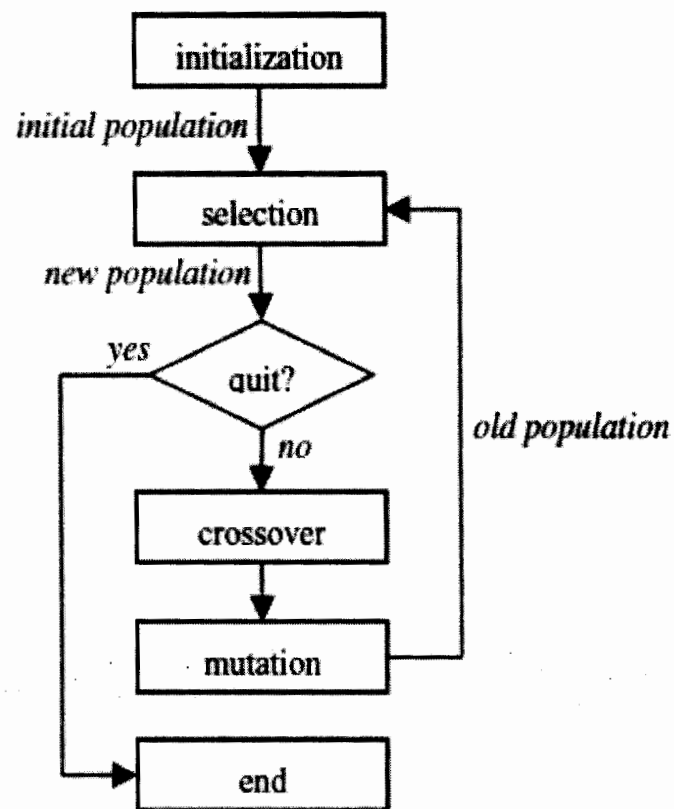 initialization
initial population
selection
new population
yes
quit?
no
old population
crossover
mutation
end